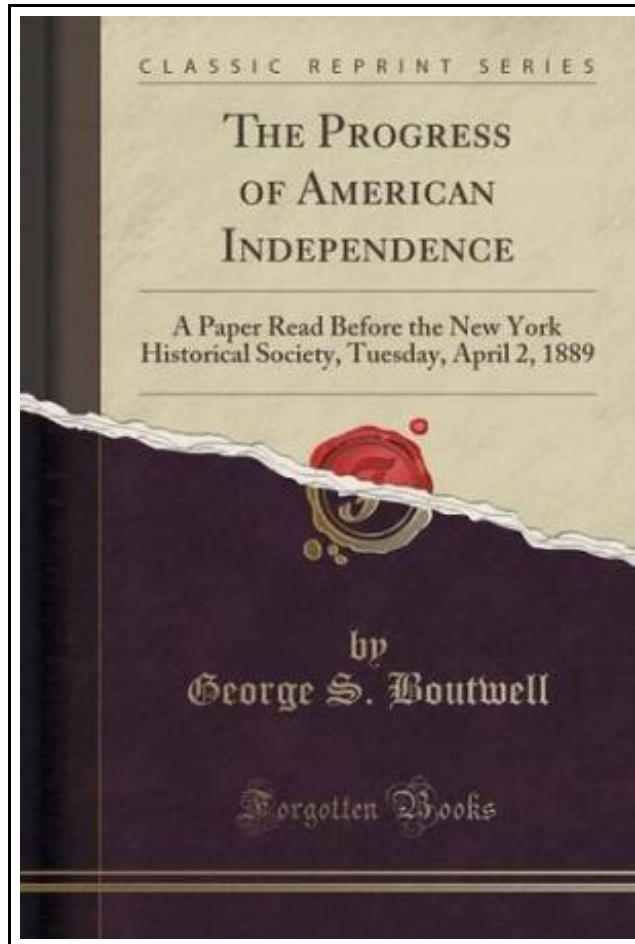 CLASSIC REPRINT SERIES
THE PROGRESS
OF AMERICAN
INDEPENDENCE
A Paper Read Before the New York
Historical Society, Tuesday, April 2, 1889
by
George S. Boutwell
Forgotten Books